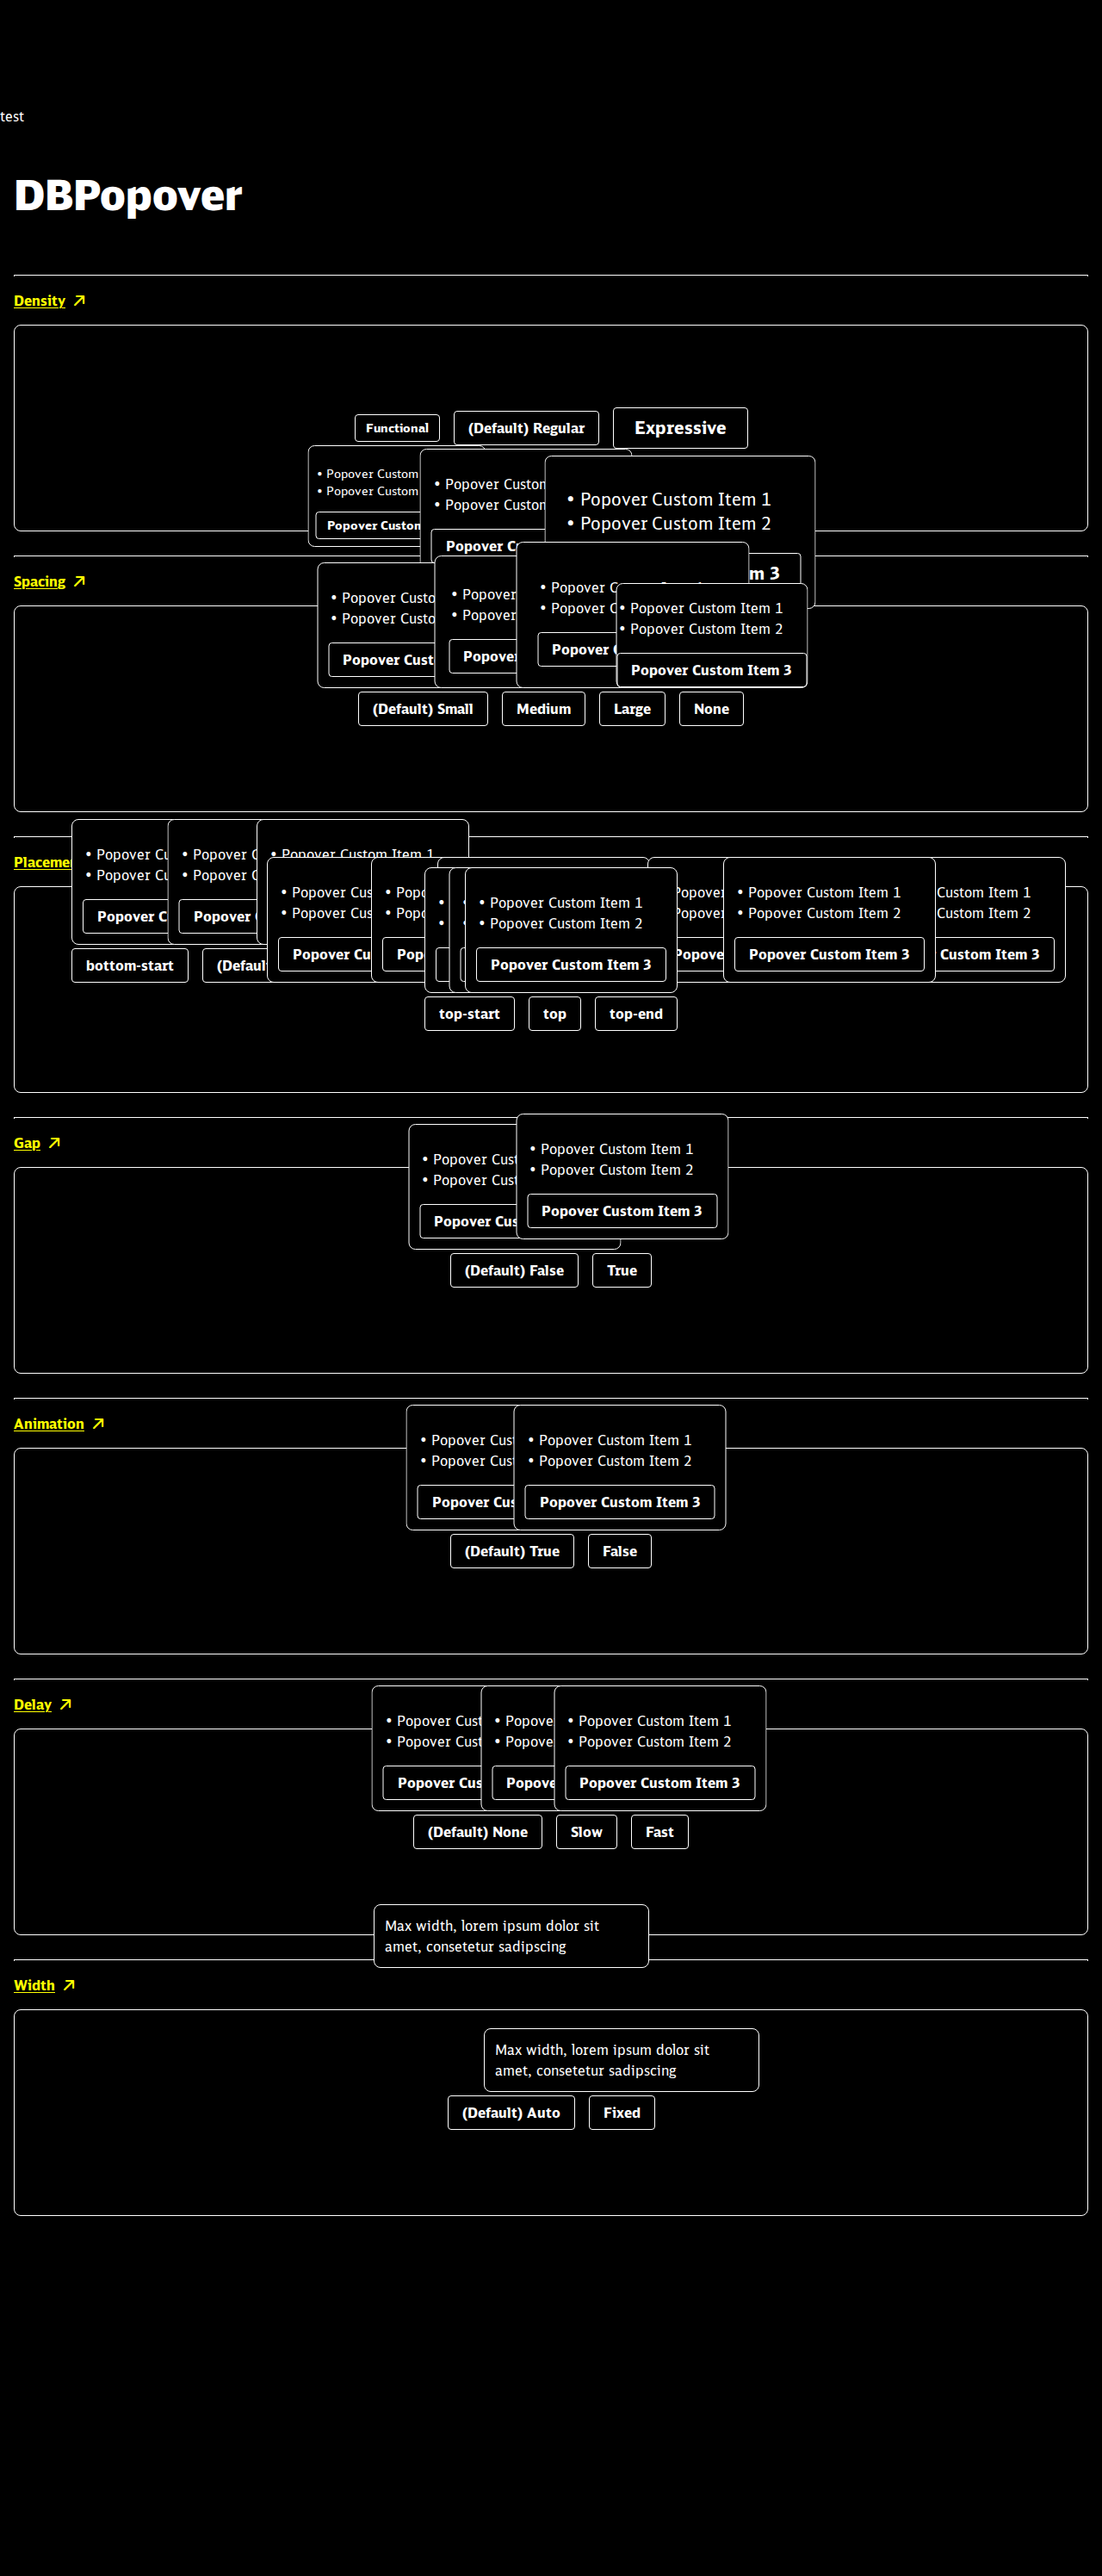 test
DBPopover
Density
Functional
(Default) Regular
Expressive
• Popover Custom
• Popover Custom
Popover Custom
• Popover Custom
• Popover Custom
Popover
• Popover Custom Item 1
• Popover Custom Item 2
m 3
Spacing
• Popover Custo
• Popover Custo
Popover Cust
• Popover
• Popover
Popover
• Popover C
• Popover C
Popover
• Popover Custom Item 1
• Popover Custom Item 2
Popover Custom Item 3
(Default) Small
Medium
Large
None
Placemen
• Popover Cu
• Popover Cu
Popover C
• Popover C
• Popover C
Popover
• Popover Custom Item 1
bottom-start
(Default
• Popover Cus
• Popover Cus
Popover Cu
• Popo
• Popo
Pop
• Popover Custom Item 1
• Popover Custom Item 2
Popover Custom Item 3
Popover
Popover
Popove
• Popover Custom Item 1
• Popover Custom Item 2
Popover Custom Item 3
Custom Item 1
Custom Item 2
Custom Item 3
top-start
top
top-end
Gap
• Popover Cust
• Popover Cust
Popover Cus
• Popover Custom Item 1
• Popover Custom Item 2
Popover Custom Item 3
(Default) False
True
Animation
• Popover Cust
• Popover Cust
Popover Cus
• Popover Custom Item 1
• Popover Custom Item 2
Popover Custom Item 3
(Default) True
False
Delay
• Popover Cust
• Popover Cust
Popover Cus
• Popove
• Popove
Popove
• Popover Custom Item 1
• Popover Custom Item 2
Popover Custom Item 3
(Default) None
Slow
Fast
Max width, lorem ipsum dolor sit
amet, consetetur sadipscing
Width
Max width, lorem ipsum dolor sit
amet, consetetur sadipscing
(Default) Auto
Fixed